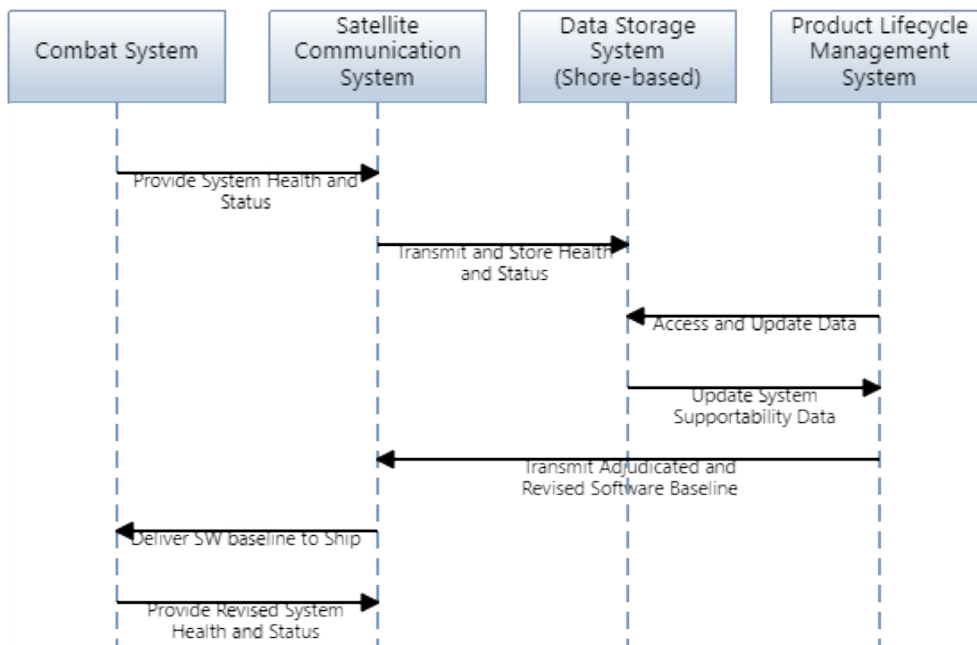 Combat System
Satellite
Communication
System
Data Storage
System
(Shore-based)
Product Lifecycle
Management
System
Provide System Health and
Status
Transmit and Store Health
and Status
Access and Update Data
Update System
Supportability Data
Transmit Adjudicated and
Revised Software Baseline
Deliver SW baseline to Ship
Provide Revised System
Health and Status